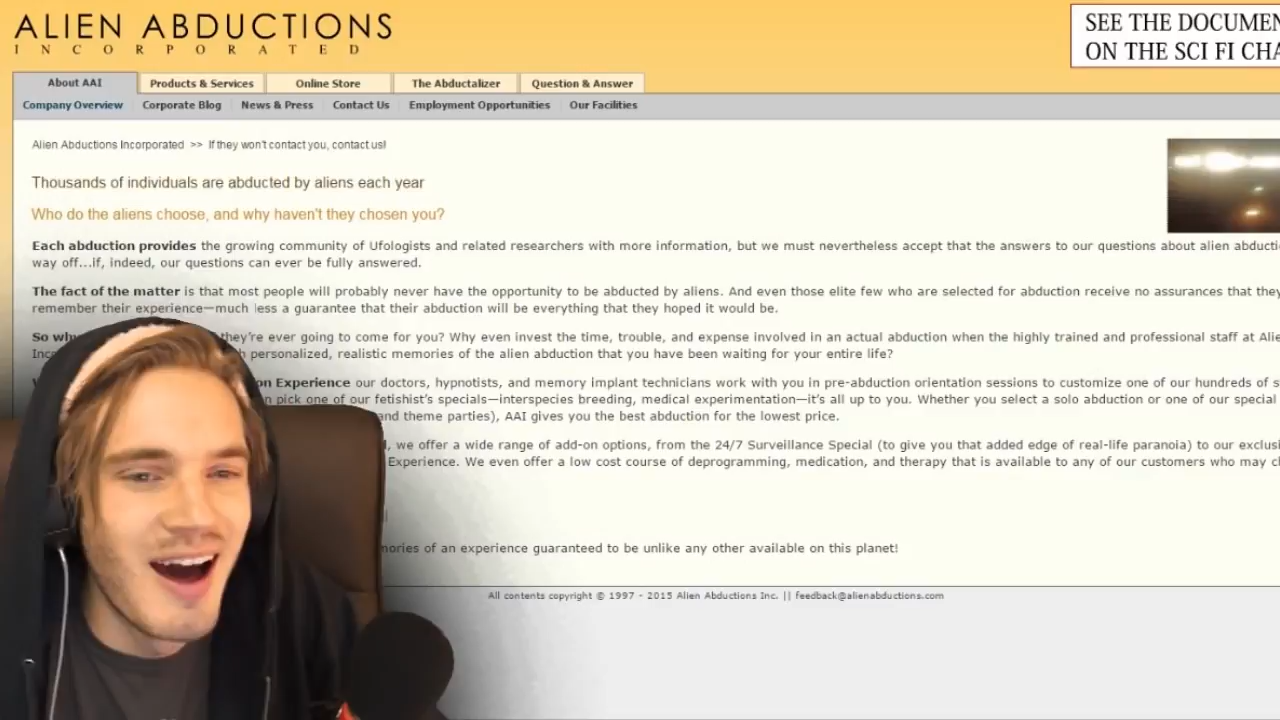 ALIEN ABDUCTIONS
INCORPORATED
SEE THE DOCUMEN
ON THE SCI FI CHA
About AAI Products & Services Online Store The Abductalizer Question & Answer
Company Overview Corporate Blog News & Press Contact Us Employment Opportunities Our Facilities
Alien Abductions Incorporated >> If they won't contact you, contact us!
Thousands of individuals are abducted by aliens each year
Who do the aliens choose, and why haven't they chosen you?
Each abduction provides the growing community of Ufologists and related researchers with more information, but we must nevertheless accept that the answers to our questions about alien abducti
way off...if, indeed, our questions can ever be fully answered.
The fact of the matter is that most people will probably never have the opportunity to be abducted by aliens. And even those elite few who are selected for abduction receive no assurances that they
remember their experience—much less a guarantee that their abduction will be everything that they hoped it would be.
So why they're ever going to come for you? Why even invest the time, trouble, and expense involved in an actual abduction when the highly trained and professional staff at Alie
Inc h personalized, realistic memories of the alien abduction that you have been waiting for your entire life?
on Experience our doctors, hypnotists, and memory implant technicians work with you in pre-abduction orientation sessions to customize one of our hundreds of s
n pick one of our fetishist's specials—interspecies breeding, medical experimentation—it's all up to you. Whether you select a solo abduction or one of our special
and theme parties), AAI gives you the best abduction for the lowest price.
, we offer a wide range of add-on options, from the 24/7 Surveillance Special (to give you that added edge of real-life paranoia) to our exclusi
Experience. We even offer a low cost course of deprogramming, medication, and therapy that is available to any of our customers who may ch
mories of an experience guaranteed to be unlike any other available on this planet!
All contents copyright © 1997 - 2015 Alien Abductions Inc. || feedback@alienabductions.com